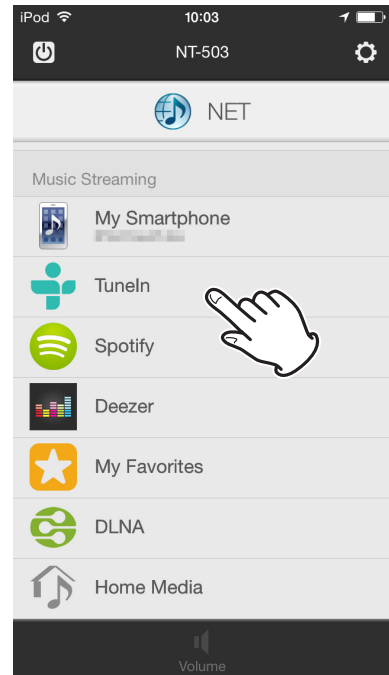 iPod 10:03
NT-503
NET
Music Streaming
My Smartphone
TuneIn
Spotify
Deezer
My Favorites
DLNA
Home Media
Volume